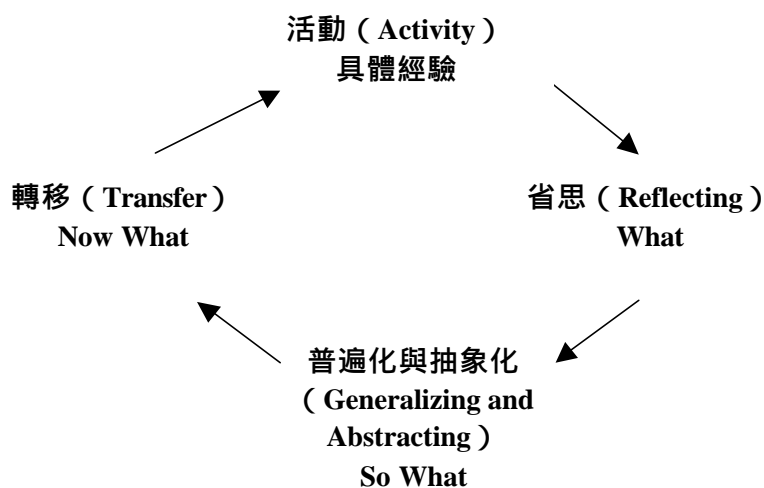 活動（Activity）
具體經驗
轉移（Transfer）
Now What
省思（Reflecting）
What
普遍化與抽象化
（Generalizing and
Abstracting）
So What